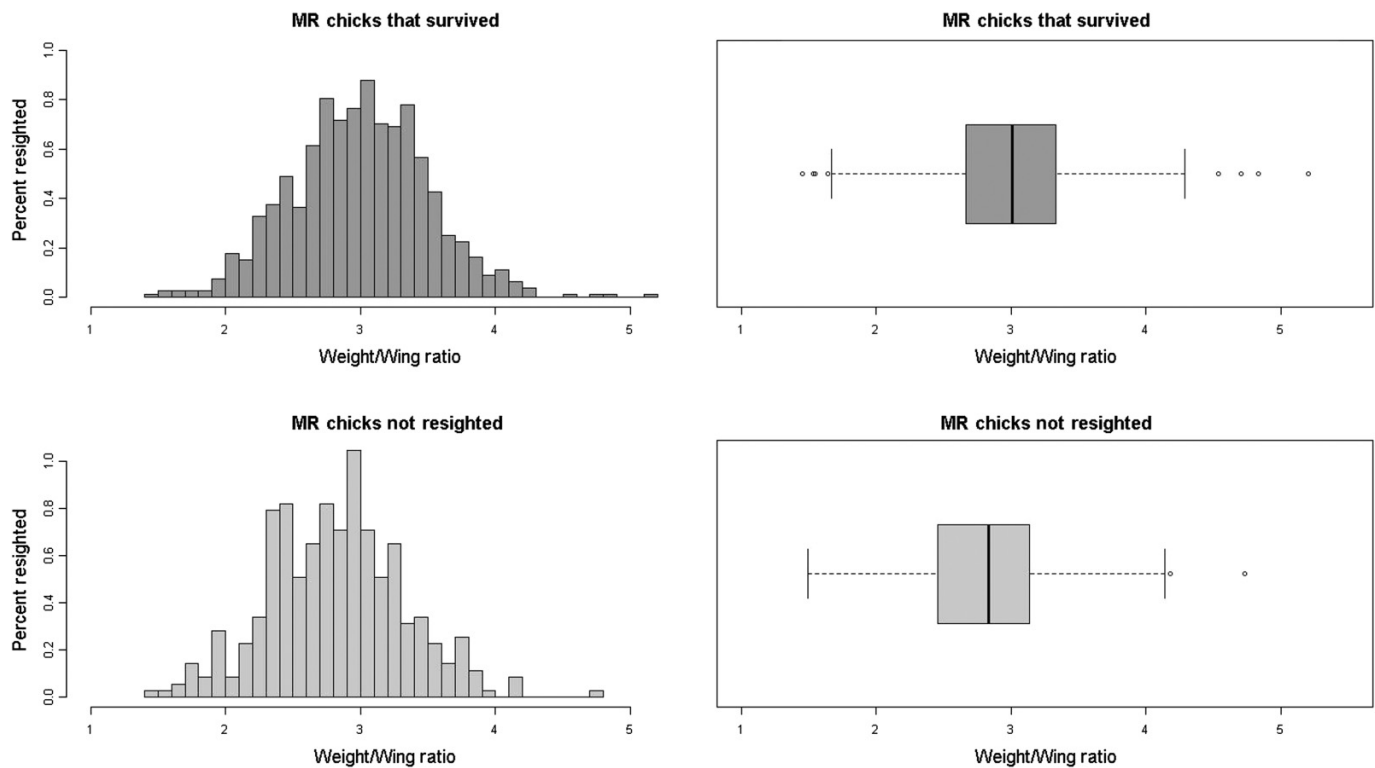 MR chicks that survived
Percent resighted
1.0
0.8
0.6
0.4
0.2
0.0
1 2 3 4 5
Weight/Wing ratio
MR chicks that survived
1 2 3 4 5
Weight/Wing ratio
MR chicks not resighted
Percent resighted
1.0
0.8
0.6
0.4
0.2
0.0
1 2 3 4 5
Weight/Wing ratio
MR chicks not resighted
1 2 3 4 5
Weight/Wing ratio